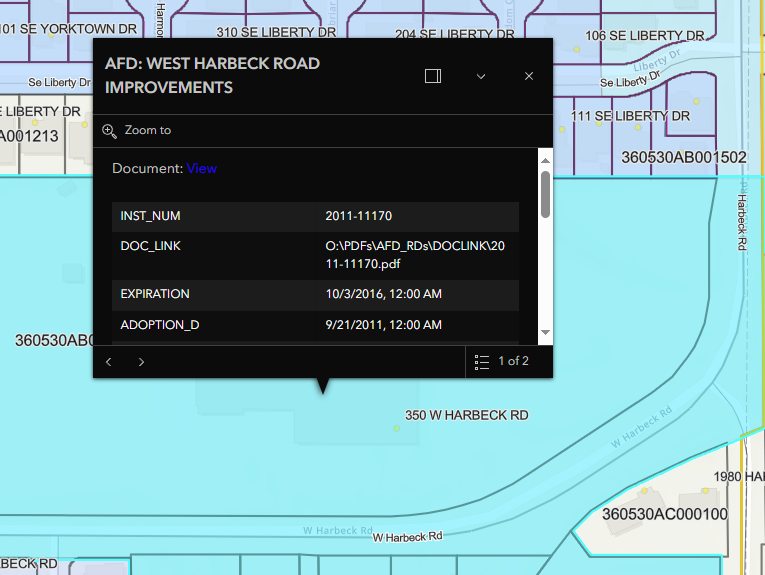 101 SE YORKTOWN DR
310 SE LIBERTY DR
204 SE LIBERTY DR
106 SE LIBERTY DR
Liberty Dr
Se Liberty Dr
Se Liberty Dr
E LIBERTY DR
111 SE LIBERTY DR
A001213
360530AB001502
Harbeck Rd
AFD: WEST HARBECK ROAD
IMPROVEMENTS
Zoom to
Document: View
INST_NUM 2011-11170
DOC_LINK O:\PDFs\AFD_RDs\DOCLINK\20
11-11170.pdf
EXPIRATION 10/3/2016, 12:00 AM
ADOPTION_D 9/21/2011, 12:00 AM
1 of 2
360530AB0
350 W HARBECK RD
W Harbeck Rd
1980 HA
360530AC000100
W Harbeck Rd
W Harbeck Rd
BECK RD